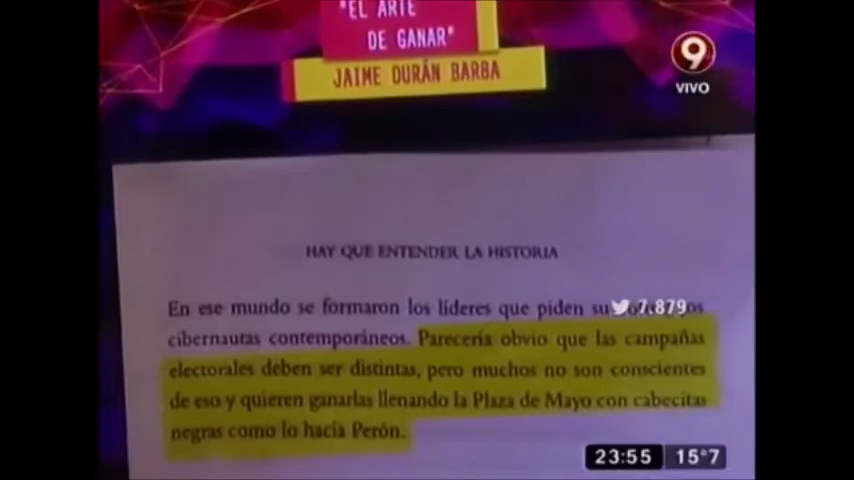 "EL ARTE
DE GANAR"
JAIME DURÁN BARBA
9
VIVO
HAY QUE ENTENDER LA HISTORIA
En ese mundo se formaron los líderes que piden su
7.879
cibernautas contemporáneos. Parecería obvio que las campañas
electorales deben ser distintas, pero muchos no son conscientes
de eso y quieren ganarlas llenando la Plaza de Mayo con cabecitas
negras como lo hacía Perón.
23:55 15°7